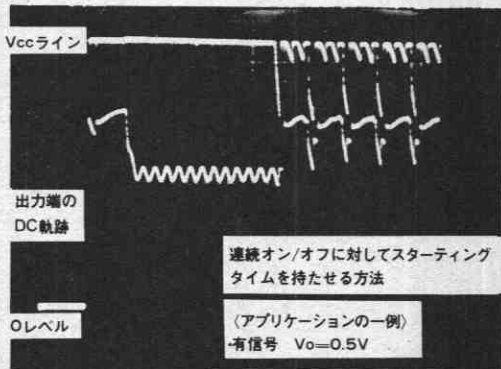 Vccライン
出力端の
DC軌跡
連続オン/オフに対してスターティング
タイムを持たせる方法
0レベル
〈アプリケーションの一例〉
·有信号 Vo=0.5V